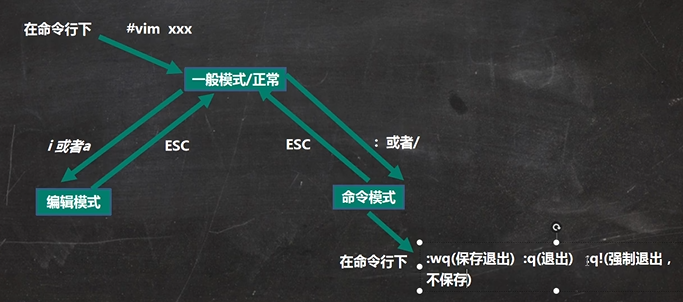 在命令行下 #vim xxx
一般模式/正常
i 或者a ESC ESC : 或者/
编辑模式 命令模式
在命令行下 :wq(保存退出) :q(退出) :q!(强制退出，
不保存)